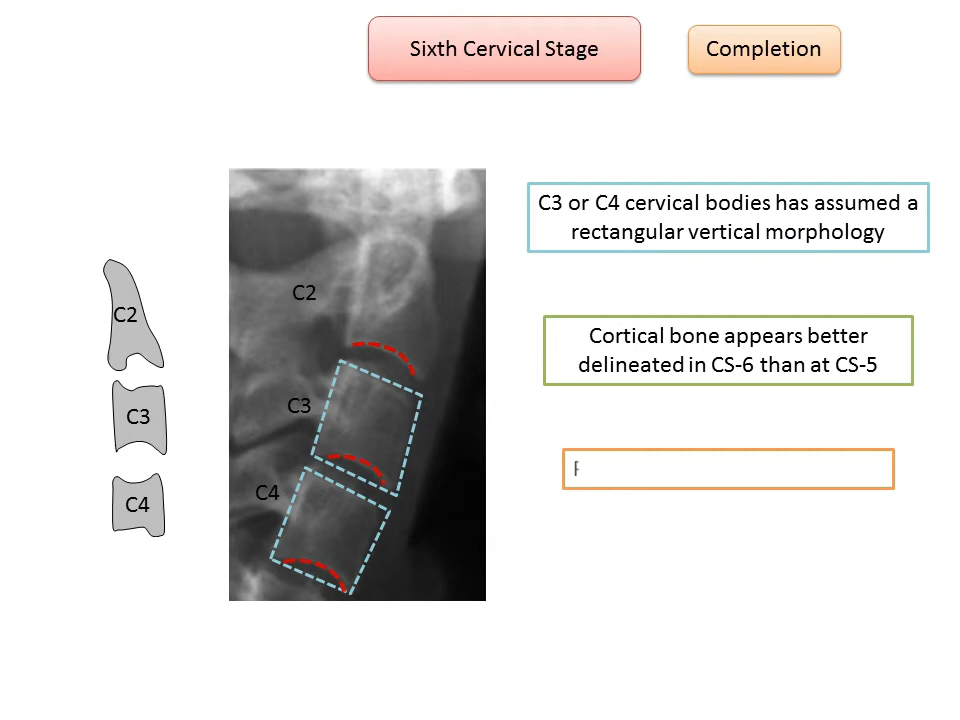 Sixth Cervical Stage
Completion
C3 or C4 cervical bodies has assumed a
rectangular vertical morphology
C2
C2
Cortical bone appears better
delineated in CS-6 than at CS-5
C3
C3
C4
C4